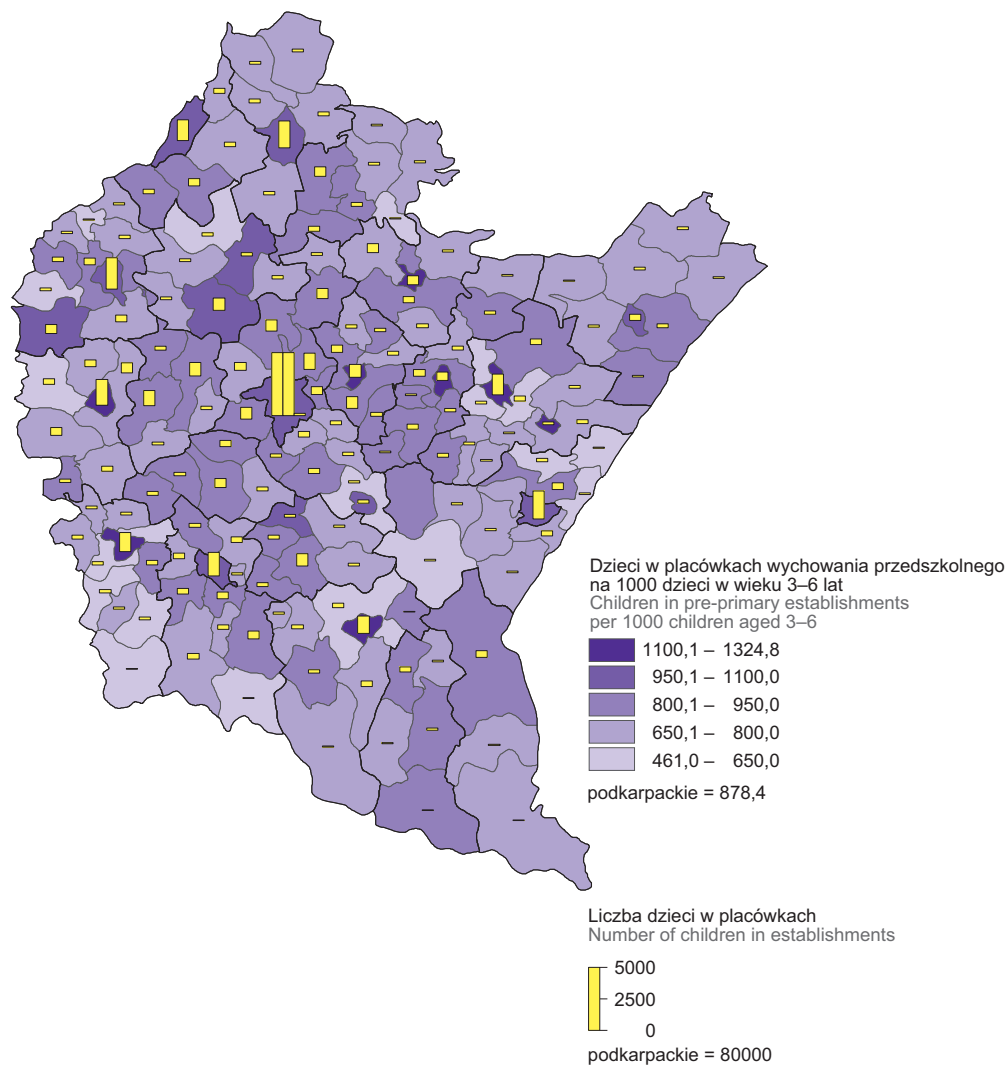 Dzieci w placówkach wychowania przedszkolnego
na 1000 dzieci w wieku 3–6 lat
Children in pre-primary establishments
per 1000 children aged 3–6
1100,1 – 1324,8
950,1 – 1100,0
800,1 – 950,0
650,1 – 800,0
461,0 – 650,0
podkarpackie = 878,4
Liczba dzieci w placówkach
Number of children in establishments
5000
2500
0
podkarpackie = 80000